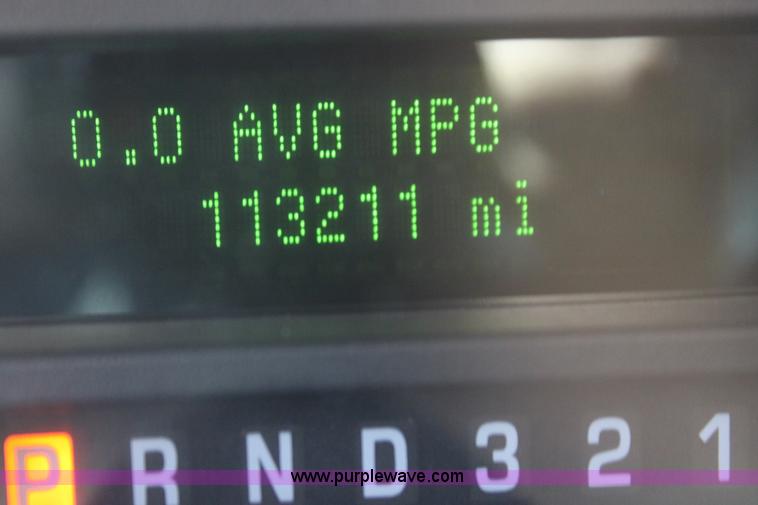 0.0 AVG MPG
113211 mi
P R N D 3 2 1
www.purplewave.com